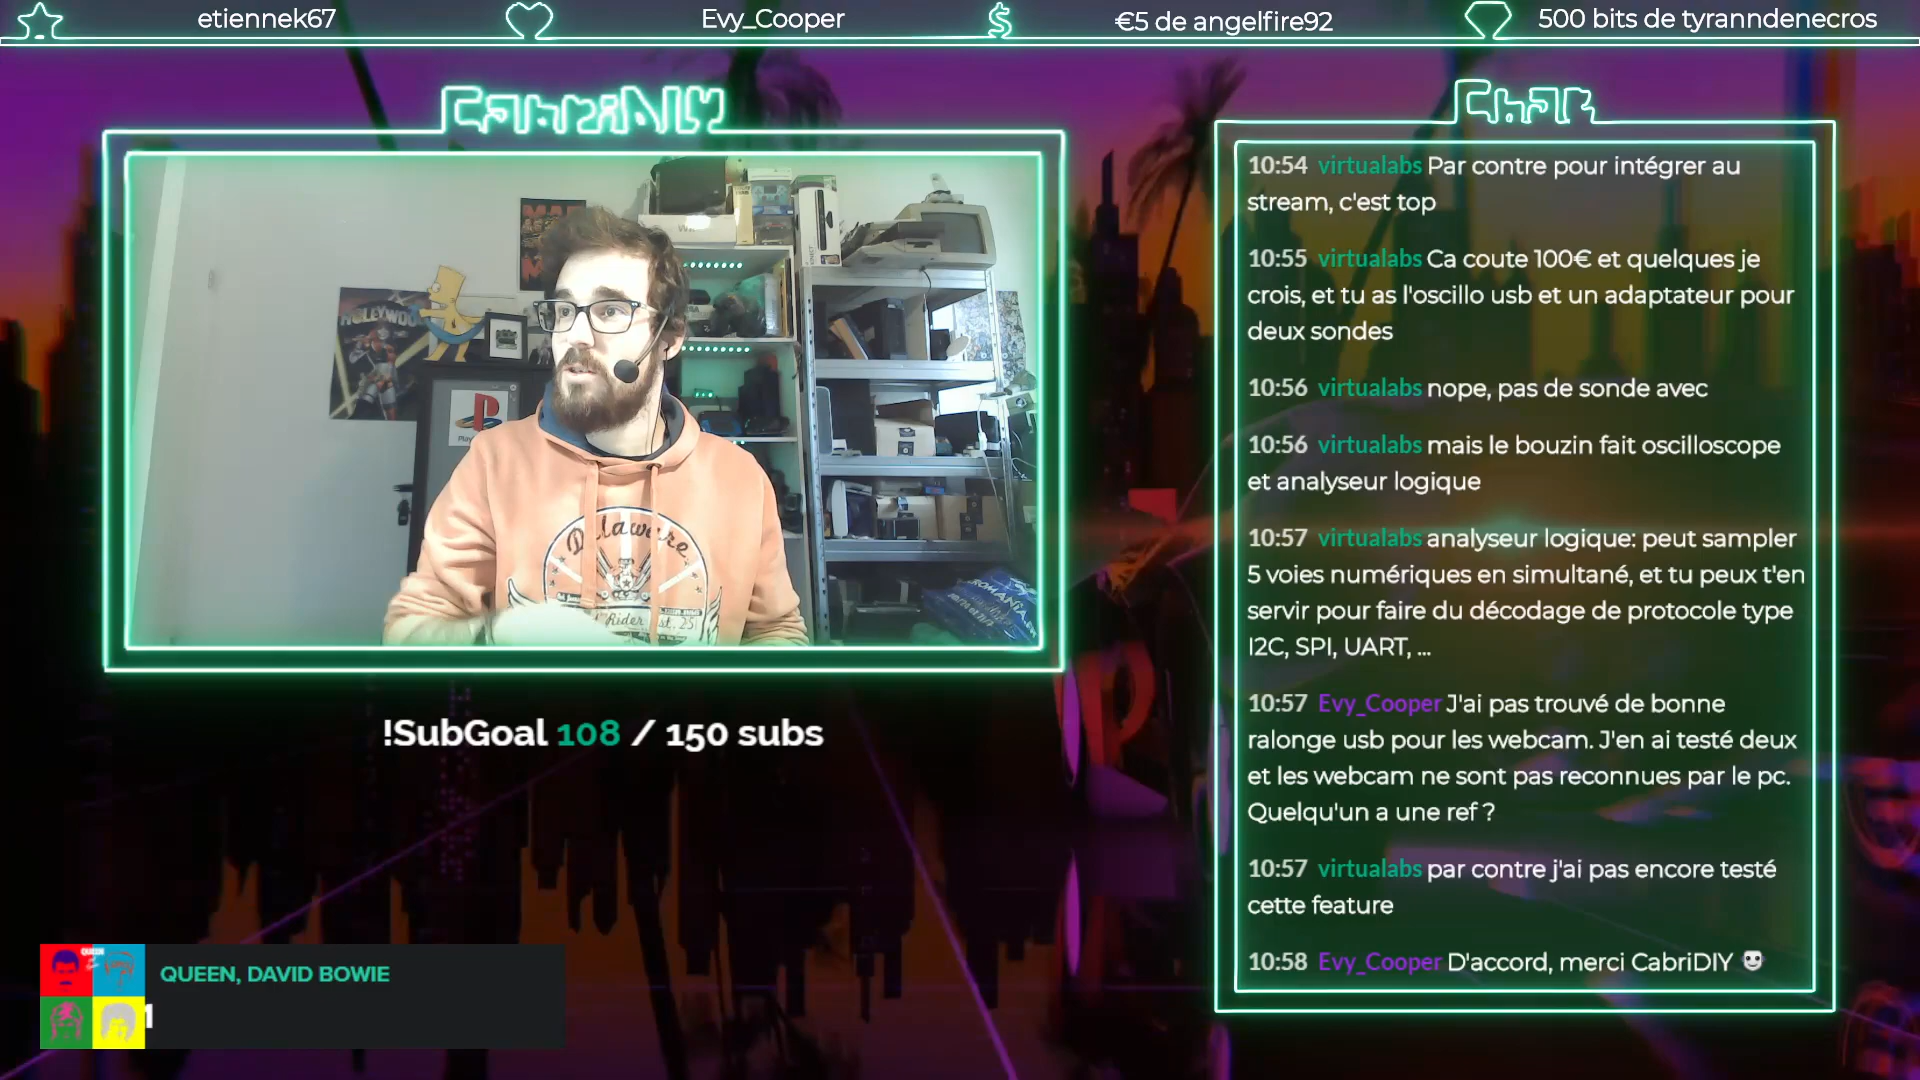 etiennek67
Evy_Cooper
€5 de angelfire92
500 bits de tyranndenecros
CabriDIY
Chat
10:54 virtualabs Par contre pour intégrer au
stream, c'est top
10:55 virtualabs Ca coute 100€ et quelques je
crois, et tu as l'oscillo usb et un adaptateur pour
deux sondes
10:56 virtualabs nope, pas de sonde avec
10:56 virtualabs mais le bouzin fait oscilloscope
et analyseur logique
10:57 virtualabs analyseur logique: peut sampler
5 voies numériques en simultané, et tu peux t'en
servir pour faire du décodage de protocole type
I2C, SPI, UART, ...
10:57 Evy_Cooper J'ai pas trouvé de bonne
ralonge usb pour les webcam. J'en ai testé deux
et les webcam ne sont pas reconnues par le pc.
Quelqu'un a une ref ?
10:57 virtualabs par contre j'ai pas encore testé
cette feature
10:58 Evy_Cooper D'accord, merci CabriDIY
Delaware
Rider
!SubGoal 108 / 150 subs
QUEEN
QUEEN, DAVID BOWIE